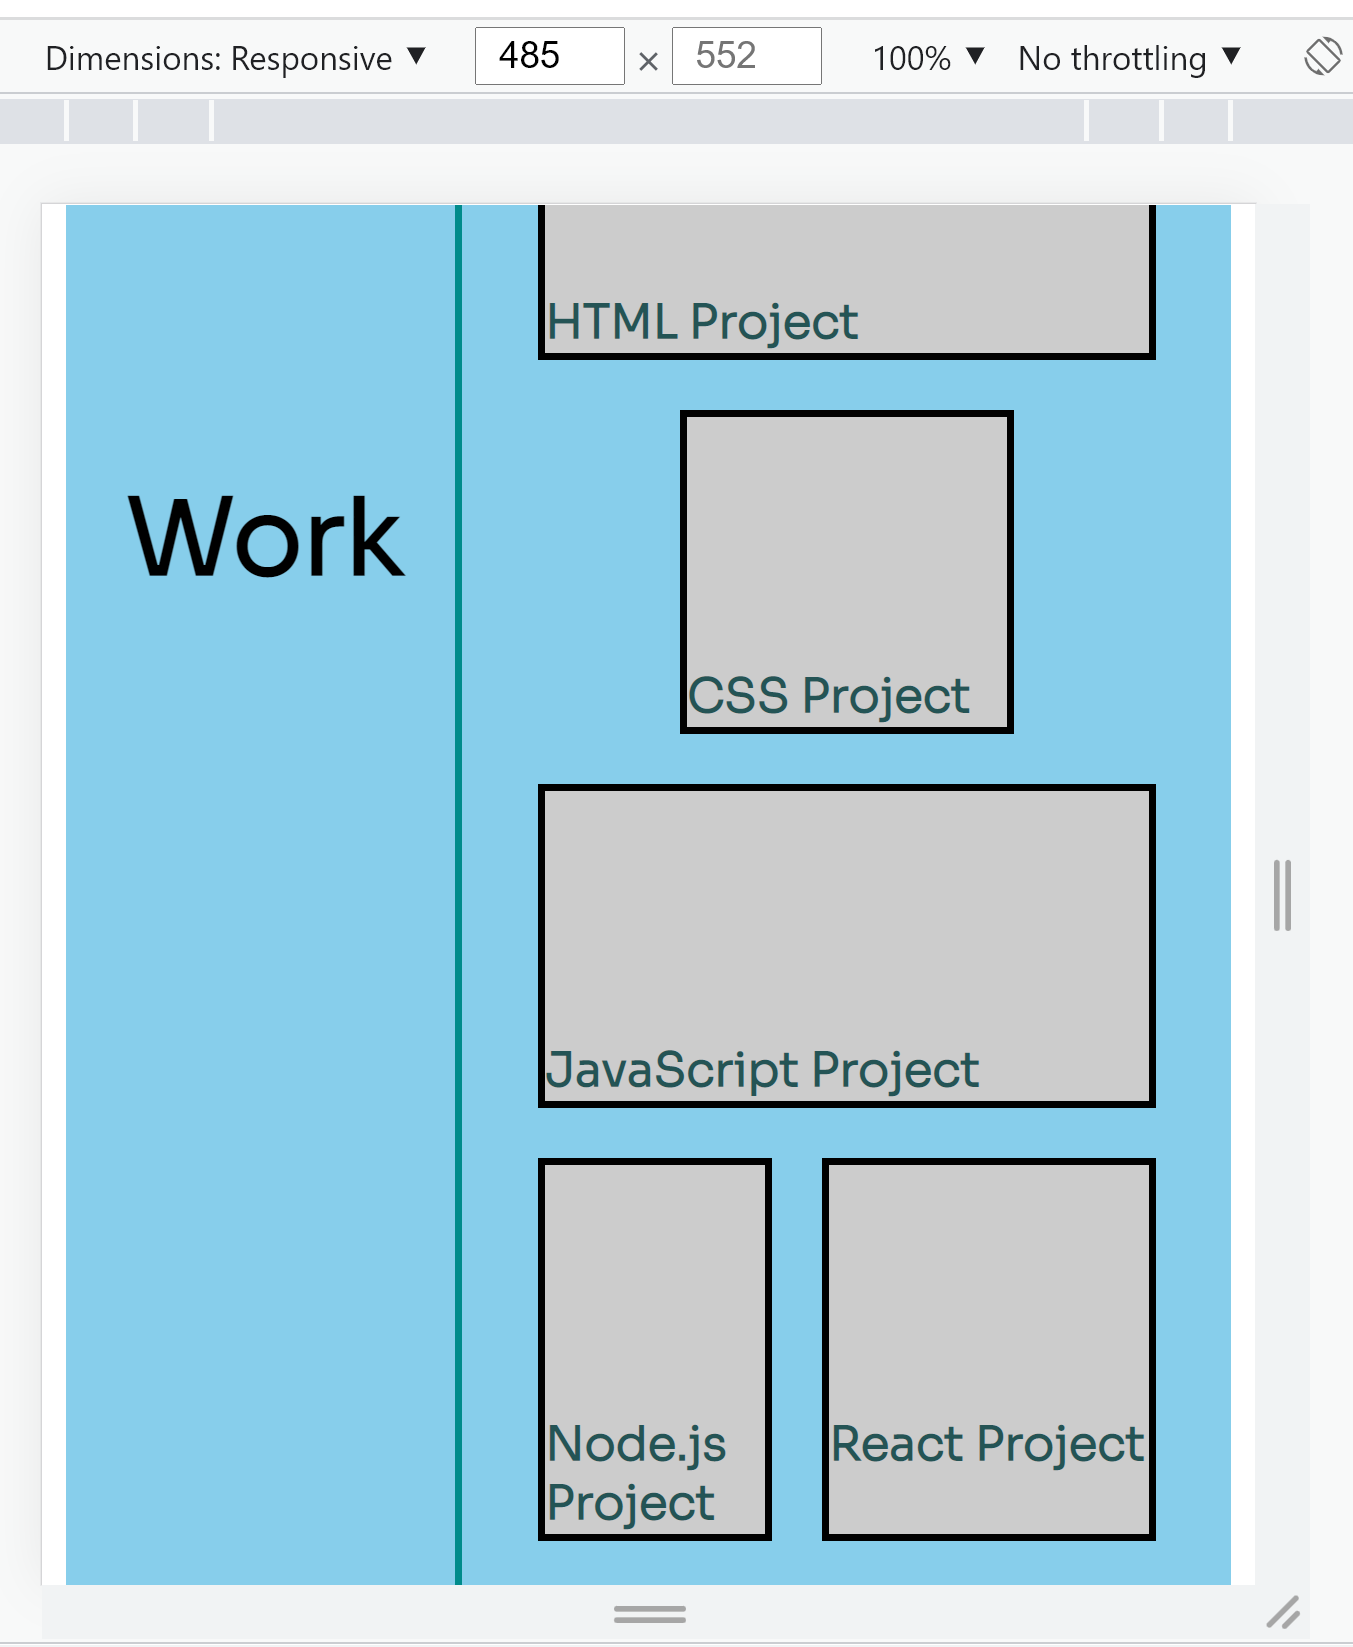 Dimensions: Responsive ▼ 485 × 552 100% ▼ No throttling ▼
HTML Project
Work
CSS Project
JavaScript Project
Node.js
Project
React Project